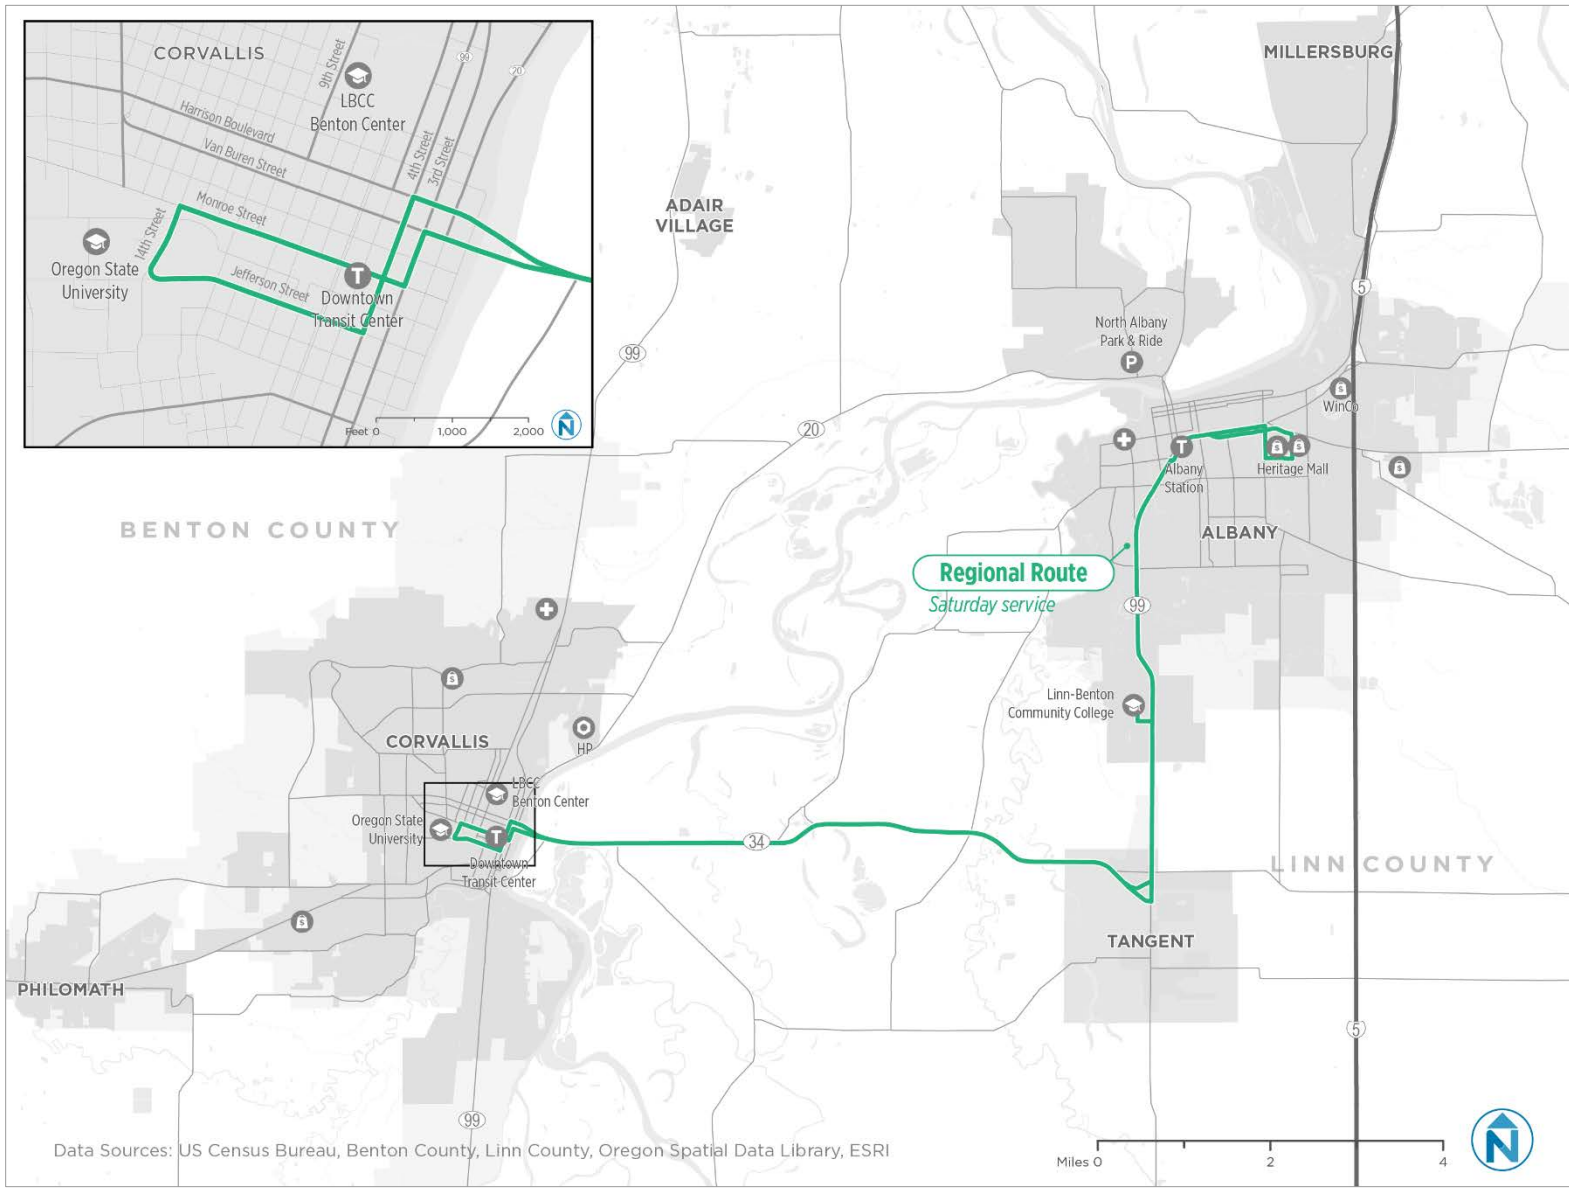 CORVALLIS
9th Street
99
20
LBCC
Benton Center
Harrison Boulevard
Van Buren Street
4th Street
3rd Street
Monroe Street
14th Street
Oregon State
University
Jefferson Street
T
Downtown
Transit Center
Feet 0
1,000
2,000
N
MILLERSBURG
ADAIR
VILLAGE
5
North Albany
Park & Ride
P
99
20
S
WinCo
T
Albany
Station
S
S
Heritage Mall
S
ALBANY
BENTON COUNTY
Regional Route
Saturday service
99
S
Linn-Benton
Community College
CORVALLIS
HP
LBCC
Benton Center
Oregon State
University
T
Downtown
Transit Center
34
LINN COUNTY
S
TANGENT
PHILOMATH
5
99
Data Sources: US Census Bureau, Benton County, Linn County, Oregon Spatial Data Library, ESRI
Miles 0
2
4
N